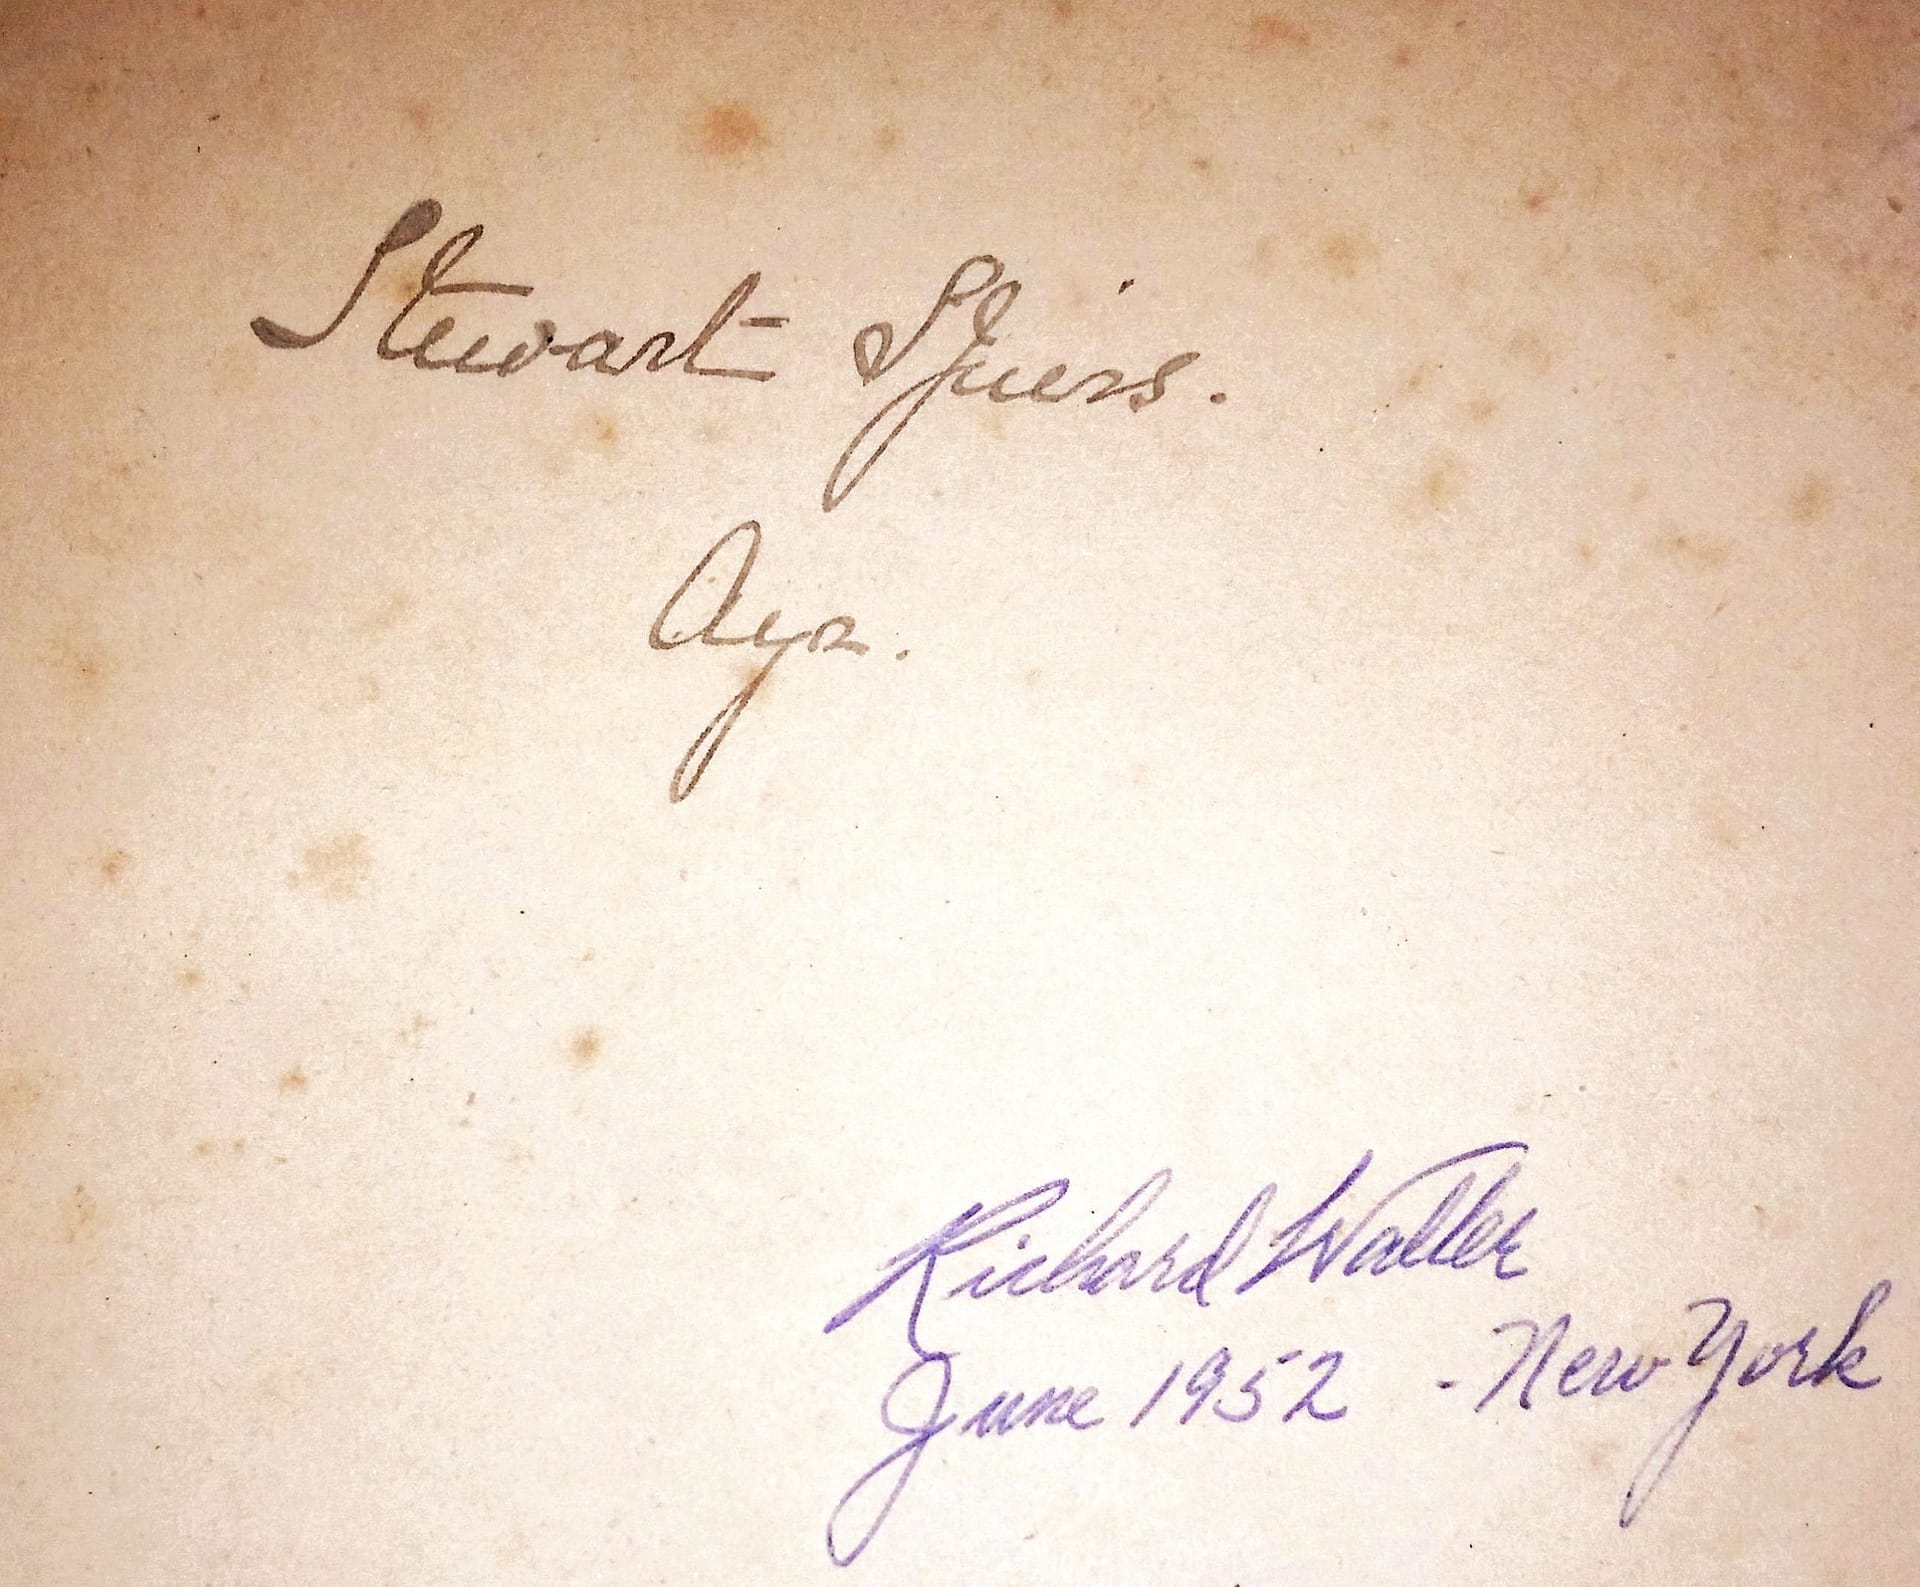 Stewart Spiers.
Ayr.
Richard Waller
June 1952 - New York